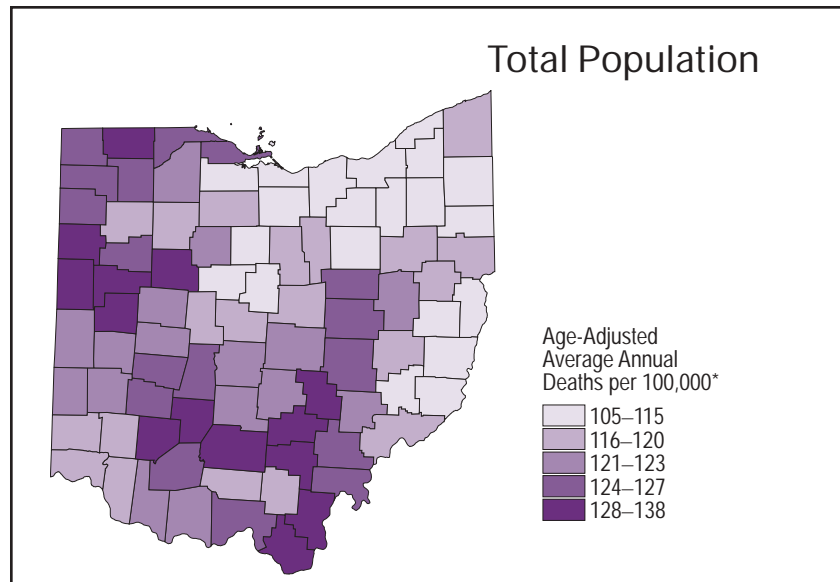 Total Population
Age-Adjusted
Average Annual
Deaths per 100,000*
105–115
116–120
121–123
124–127
128–138